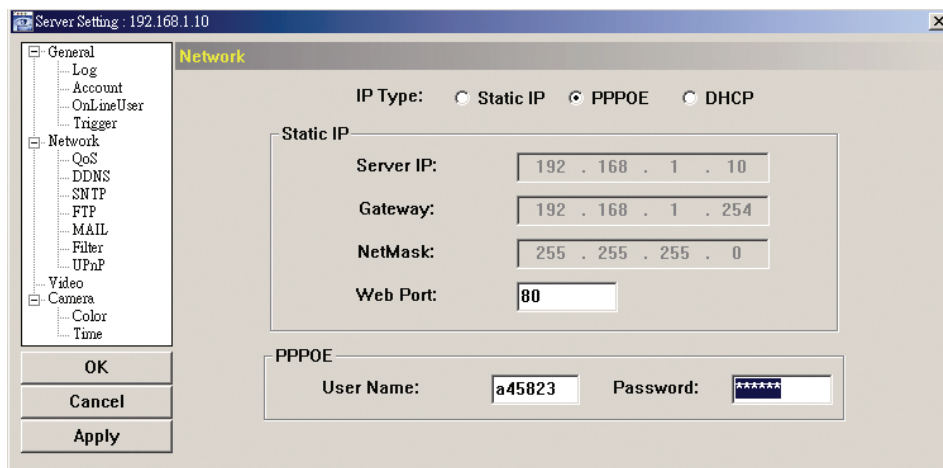 Server Setting : 192.168.1.10
General
Log
Account
OnLineUser
Trigger
Network
QoS
DDNS
SNTP
FTP
MAIL
Filter
UPnP
Video
Camera
Color
Time
OK
Cancel
Apply
Network
IP Type: Static IP PPPOE DHCP
Static IP
Server IP: 192 . 168 . 1 . 10
Gateway: 192 . 168 . 1 . 254
NetMask: 255 . 255 . 255 . 0
Web Port: 80
PPPOE
User Name: a45823 Password: ******